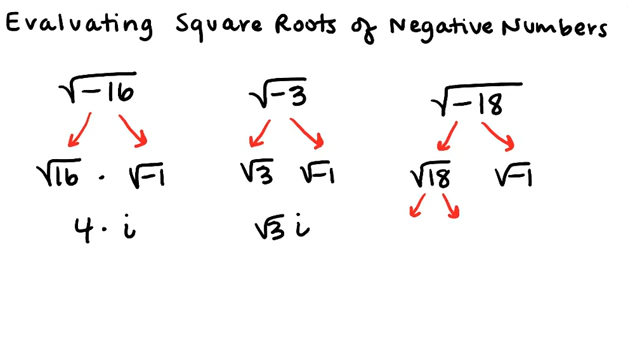 Evaluating Square Roots of Negative Numbers
√-16 √-3 √-18
√16 · √-1 √3 √-1 √18 √-1
4 · i √3 i